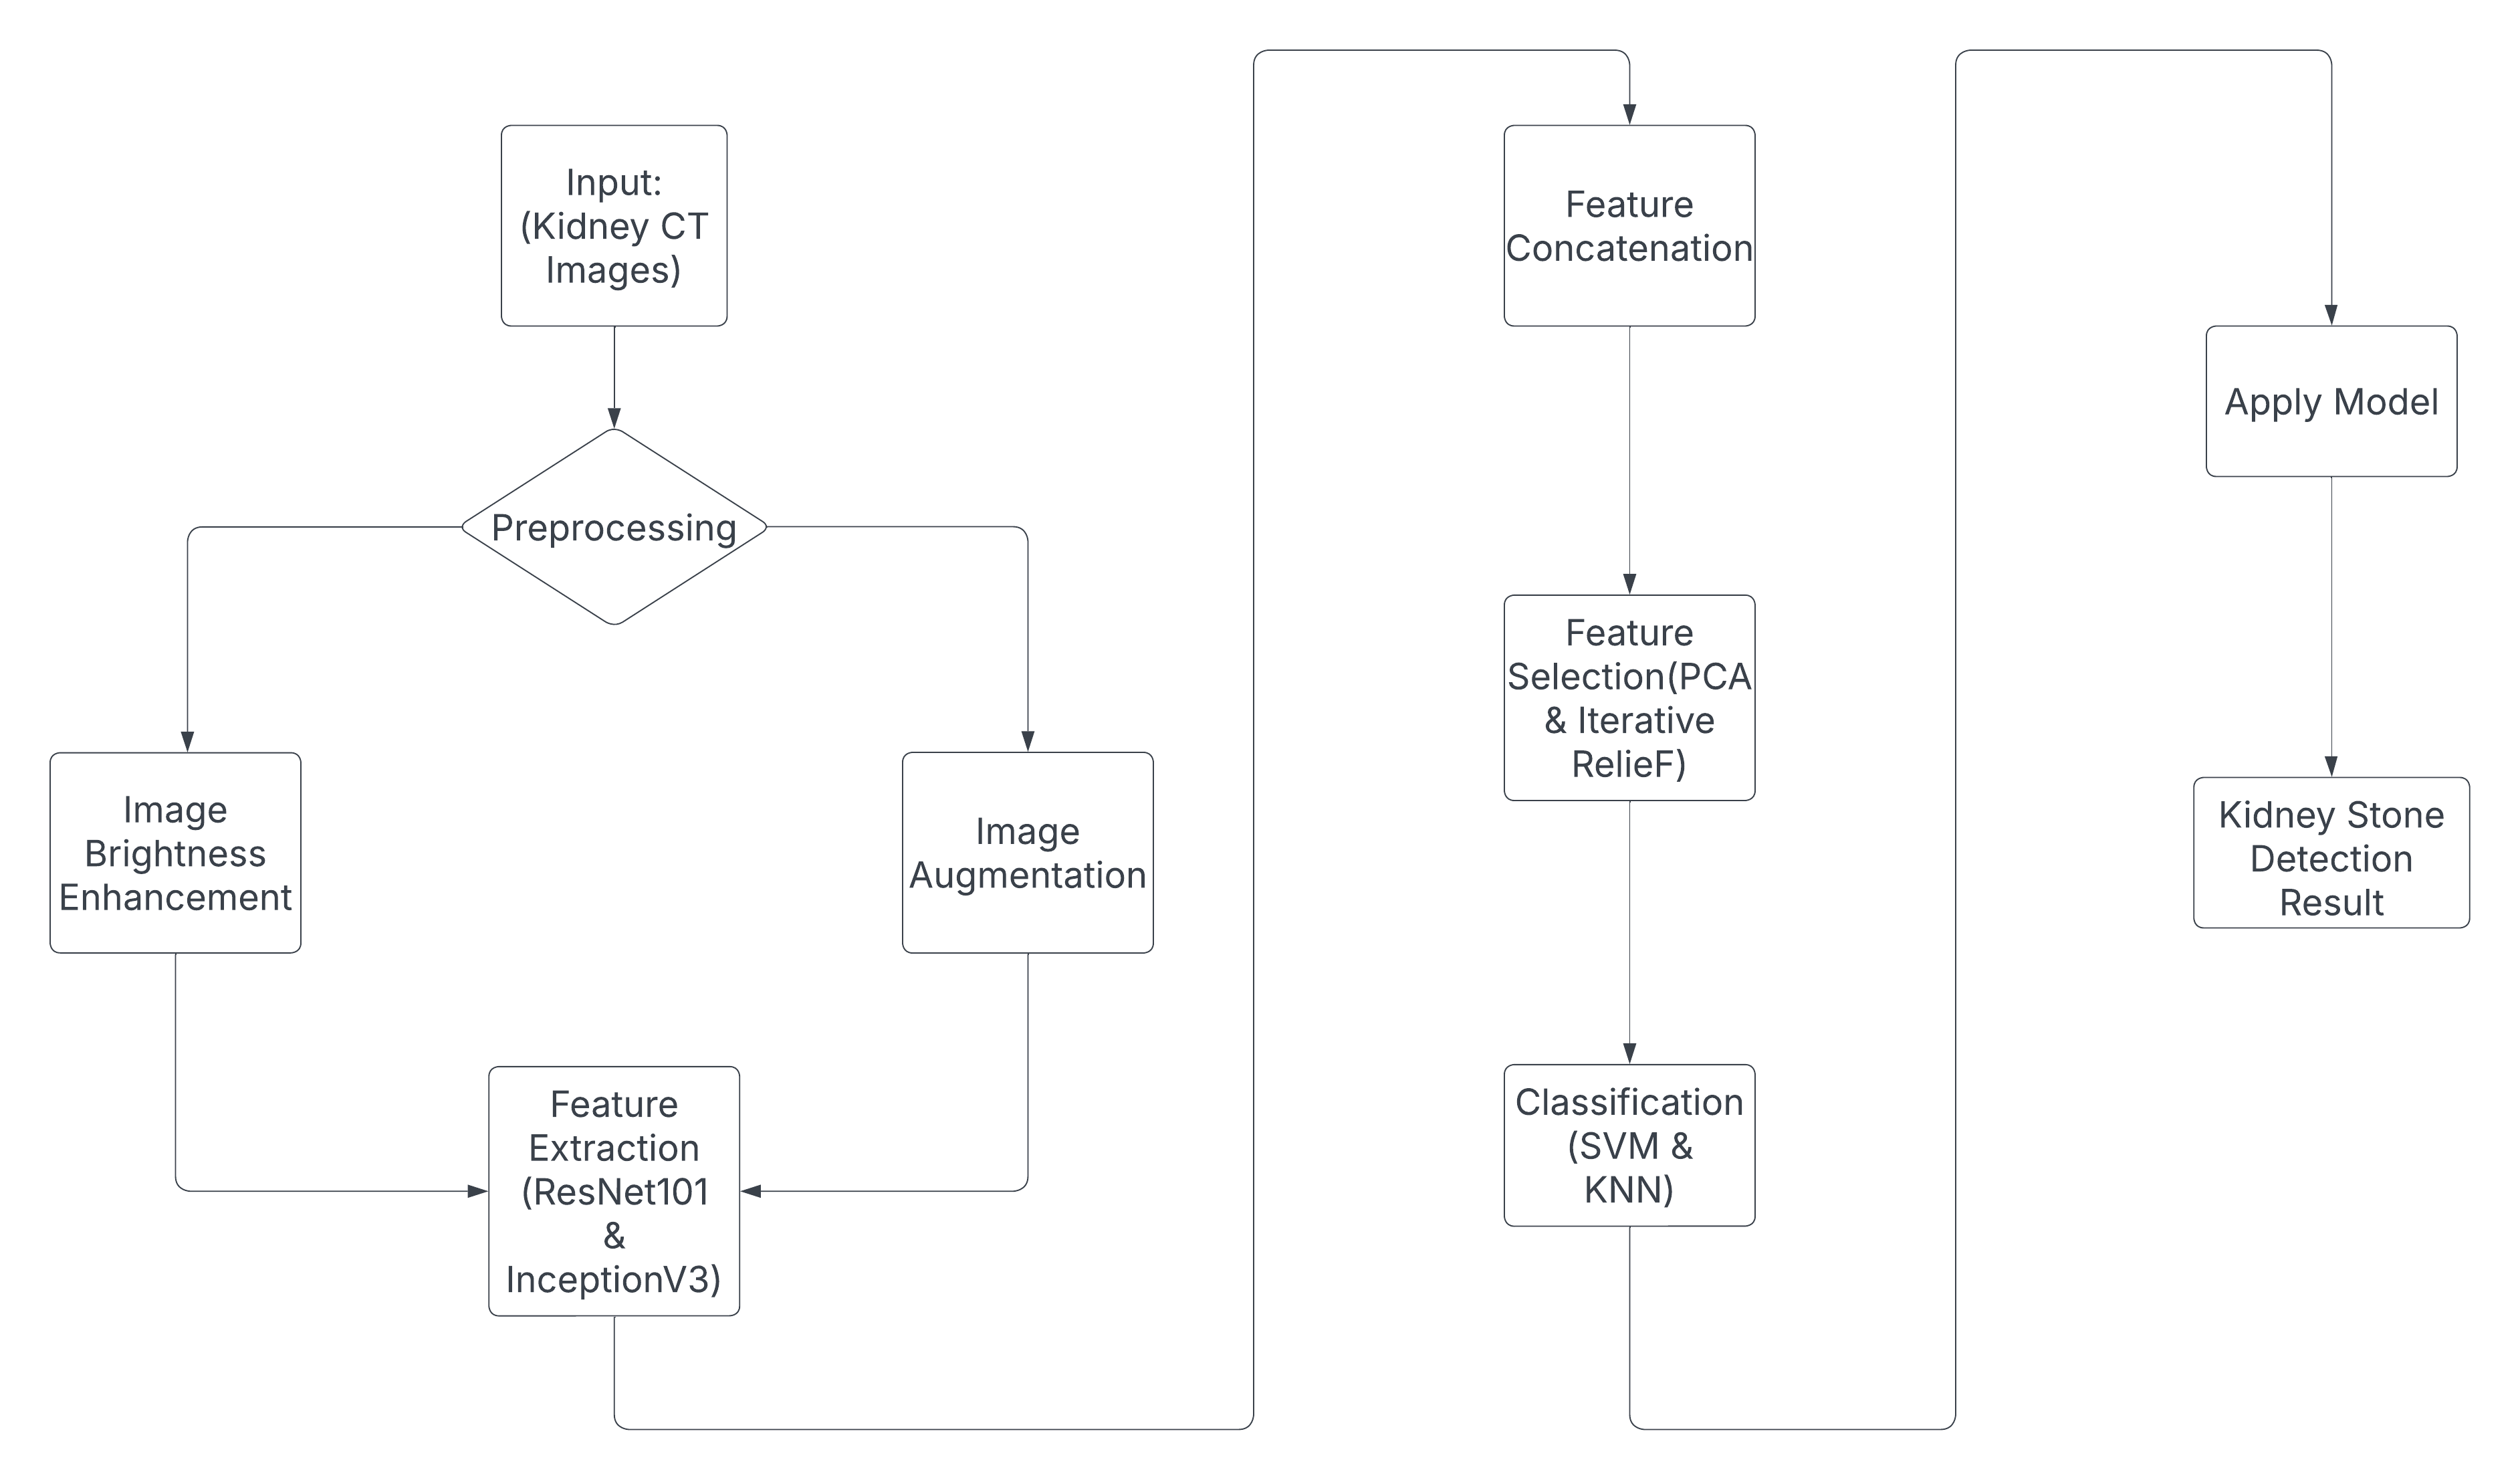 Input:
(Kidney CT
Images)
Preprocessing
Image
Brightness
Enhancement
Image
Augmentation
Feature
Extraction
(ResNet101
&
InceptionV3)
Feature
Concatenation
Feature
Selection(PCA
& Iterative
RelieF)
Classification
(SVM &
KNN)
Apply Model
Kidney Stone
Detection
Result